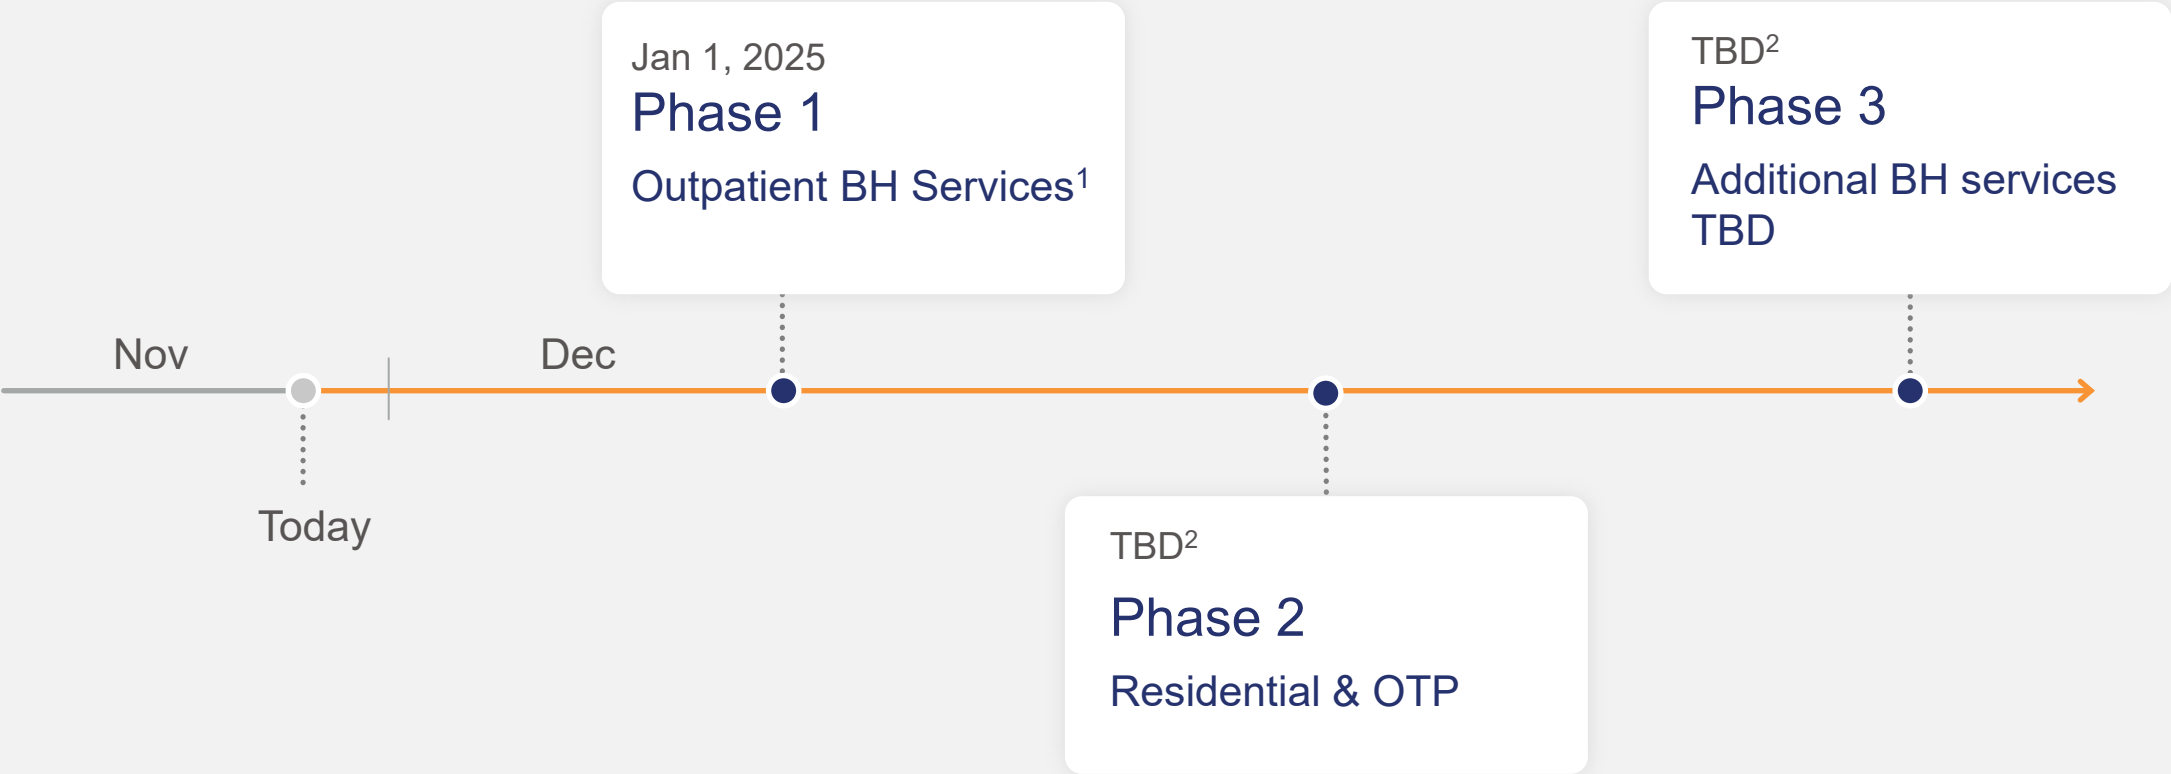 Jan 1, 2025
Phase 1
Outpatient BH Services¹
TBD²
Phase 3
Additional BH services
TBD
Nov
Dec
Today
TBD²
Phase 2
Residential & OTP